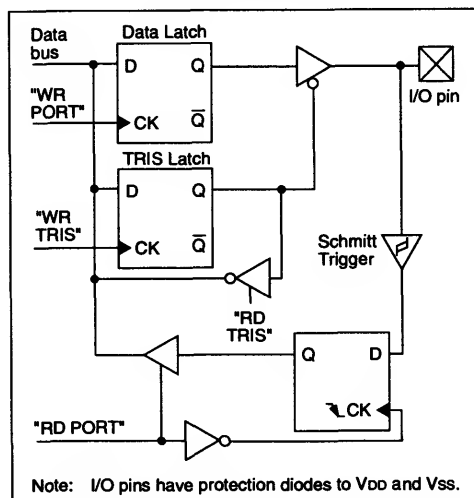 Data bus
Data Latch
D Q
"WR PORT"
CK Q̅
I/O pin
TRIS Latch
D Q
"WR TRIS"
CK Q̅
Schmitt Trigger
"RD TRIS"
Q D
CK
"RD PORT"
Note: I/O pins have protection diodes to VDD and VSS.